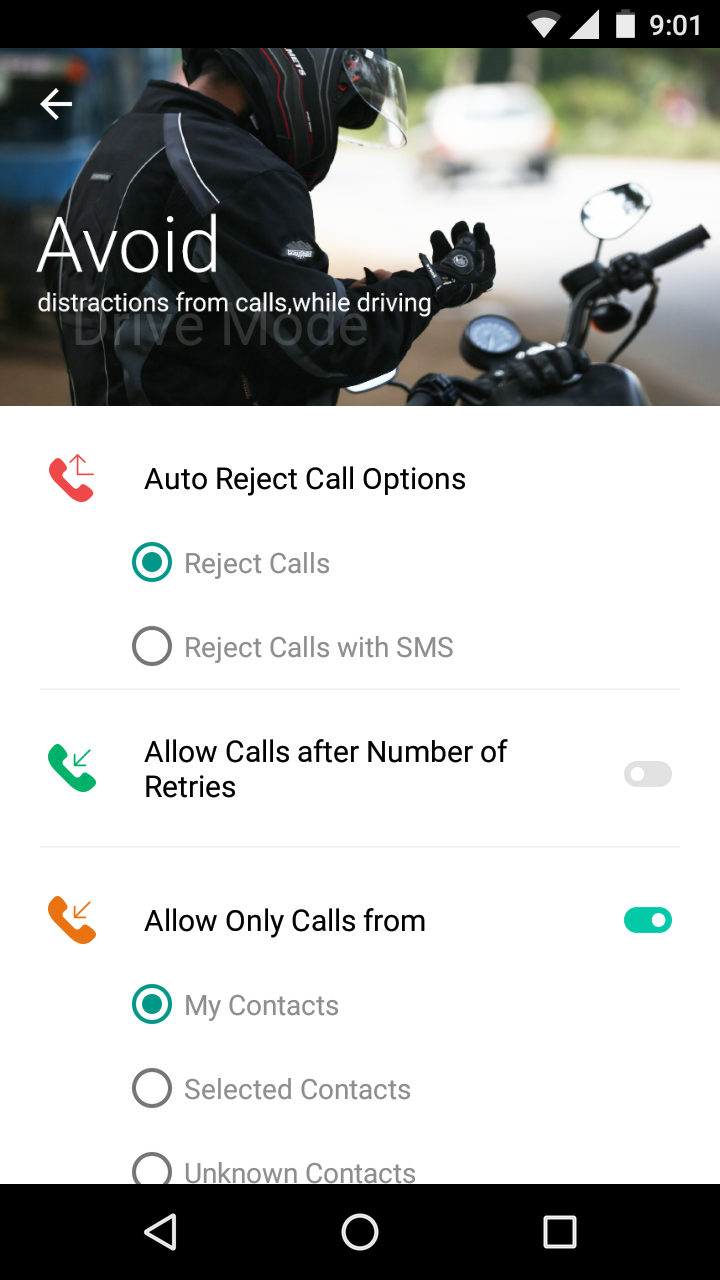 9:01
Avoid
distractions from calls,while driving
Drive Mode
Auto Reject Call Options
Reject Calls
Reject Calls with SMS
Allow Calls after Number of
Retries
Allow Only Calls from
My Contacts
Selected Contacts
Unknown Contacts